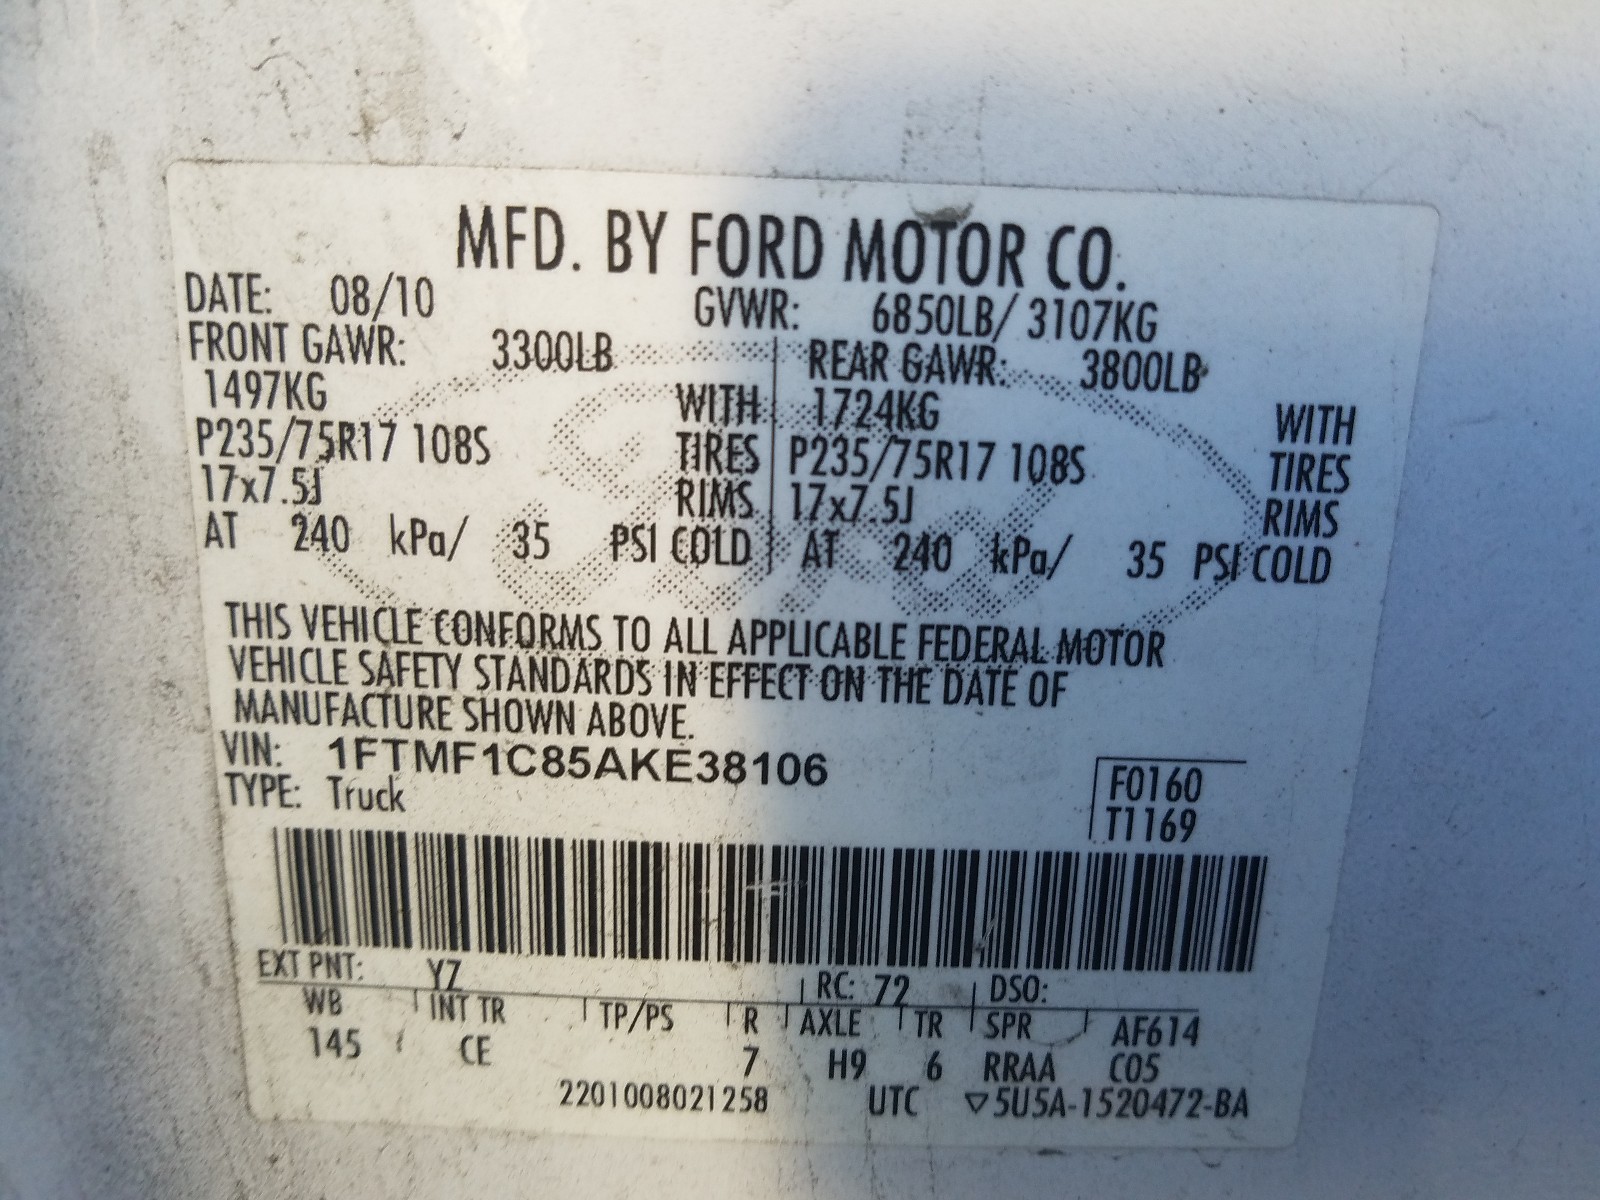 MFD. BY FORD MOTOR CO.
DATE: 08/10 GVWR: 6850LB/ 3107KG
FRONT GAWR: 3300LB REAR GAWR: 3800LB
1497KG WITH 1724KG WITH
P235/75R17 108S TIRES P235/75R17 108S TIRES
17x7.5J RIMS 17x7.5J RIMS
AT 240 kPa/ 35 PSI COLD AT 240 kPa/ 35 PSI COLD
THIS VEHICLE CONFORMS TO ALL APPLICABLE FEDERAL MOTOR
VEHICLE SAFETY STANDARDS IN EFFECT ON THE DATE OF
MANUFACTURE SHOWN ABOVE.
VIN: 1FTMF1C85AKE38106
TYPE: Truck
F0160
T1169
EXT PNT: YZ RC: 72 DSO:
WB INT TR TP/PS R AXLE TR SPR AF614
145 CE 7 H9 6 RRAA C05
2201008021258 UTC ▽5U5A-1520472-BA